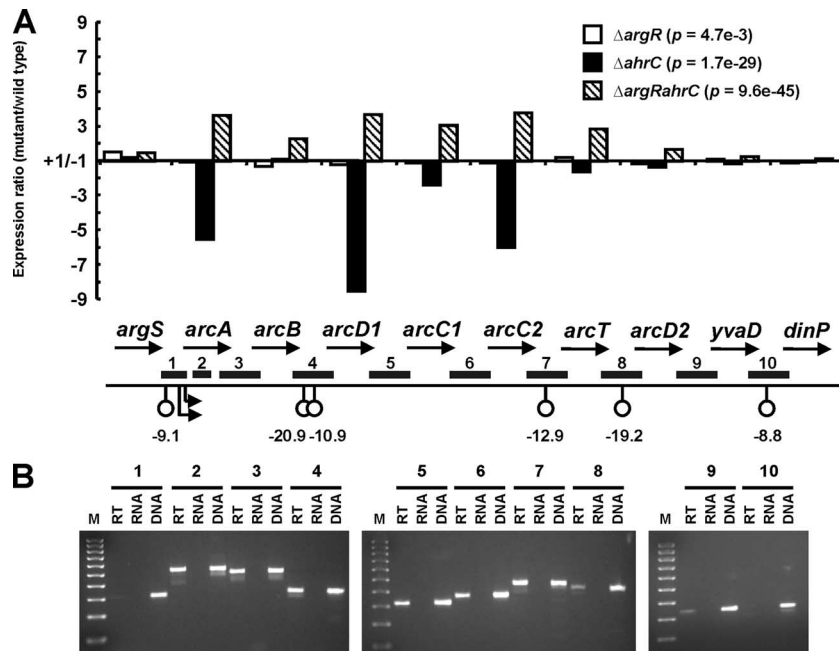 A
Expression ratio (mutant/wild type)
9
7
5
3
+1/-1
-3
-5
-7
-9
ΔargR (p = 4.7e-3)
ΔahrC (p = 1.7e-29)
ΔargRahrC (p = 9.6e-45)
argS arcA arcB arcD1 arcC1 arcC2 arcT arcD2 yvaD dinP
1 2 3 4 5 6 7 8 9 10
-9.1 -20.9 -10.9 -12.9 -19.2 -8.8
B
1 2 3 4 5 6 7 8 9 10
M RT RNA DNA RT RNA DNA RT RNA DNA RT RNA DNA M RT RNA DNA RT RNA DNA RT RNA DNA RT RNA DNA M RT RNA DNA RT RNA DNA